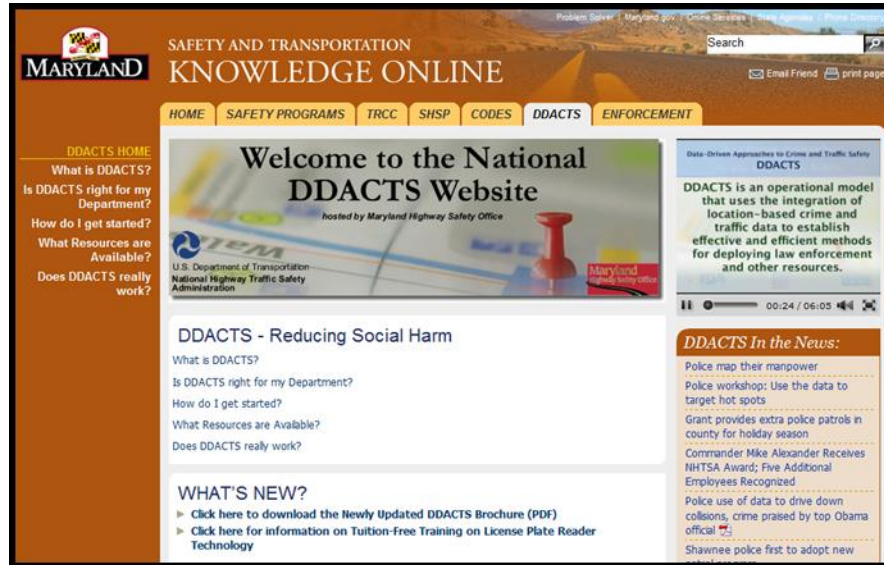 Problem Solver | Maryland.gov | Online Services | State Agencies | Phone Directory
MARYLAND
SAFETY AND TRANSPORTATION
KNOWLEDGE ONLINE
Search
Email Friend print page
HOME SAFETY PROGRAMS TRCC SHSP CODES DDACTS ENFORCEMENT
DDACTS HOME
What is DDACTS?
Is DDACTS right for my
Department?
How do I get started?
What Resources are
Available?
Does DDACTS really
work?
Welcome to the National
DDACTS Website
hosted by Maryland Highway Safety Office
U.S. Department of Transportation
National Highway Traffic Safety
Administration
Maryland
Highway Safety Office
DDACTS - Reducing Social Harm
What is DDACTS?
Is DDACTS right for my Department?
How do I get started?
What Resources are Available?
Does DDACTS really work?
WHAT'S NEW?
Click here to download the Newly Updated DDACTS Brochure (PDF)
Click here for information on Tuition-Free Training on License Plate Reader
Technology
Data-Driven Approaches to Crime and Traffic Safety
DDACTS
DDACTS is an operational model
that uses the integration of
location-based crime and
traffic data to establish
effective and efficient methods
for deploying law enforcement
and other resources.
00:24 / 06:05
DDACTS In the News:
Police map their manpower
Police workshop: Use the data to
target hot spots
Grant provides extra police patrols in
county for holiday season
Commander Mike Alexander Receives
NHTSA Award; Five Additional
Employees Recognized
Police use of data to drive down
collisions, crime praised by top Obama
official
Shawnee police first to adopt new